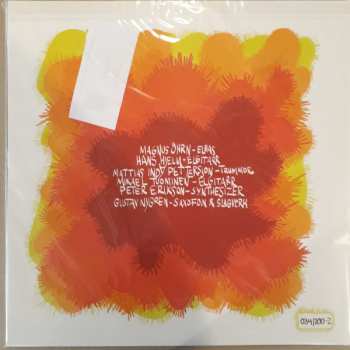 MAGNUS ÖHRN - ELBAS
HANS HJELM - ELGITARR
MATTIAS INDY PETTERSSON - TRUMMOR
MIKAEL TUOMINEN - ELGITARR
PETER ERIKSON - SYNTHESIZER
GUSTAV NYGREN - SAXOFON & SLAGVERK